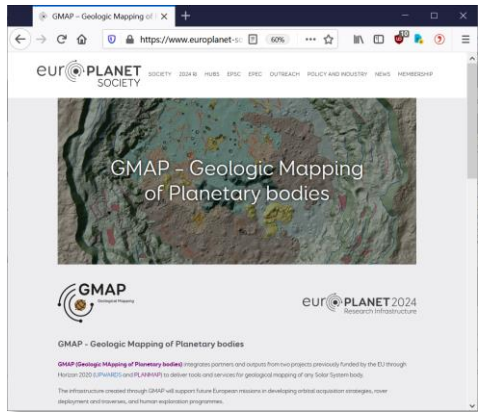 GMAP – Geologic Mapping of
https://www.europlanet-so
60%
euroPLANET
SOCIETY
SOCIETY 2024 RI HUBS EPSC EPEC OUTREACH POLICY AND INDUSTRY NEWS MEMBERSHIP
GMAP – Geologic Mapping
of Planetary bodies
GMAP
Geological Mapping
euroPLANET2024
Research Infrastructure
GMAP - Geologic Mapping of Planetary bodies
GMAP (Geologic MApping of Planetary bodies) integrates partners and outputs from two projects previously funded by the EU through
Horizon 2020 (UPWARDS and PLANMAP) to deliver tools and services for geological mapping of any Solar System body.
The infrastructure created through GMAP will support future European missions in developing orbital acquisition strategies, rover
deployment and traverses, and human exploration programmes.